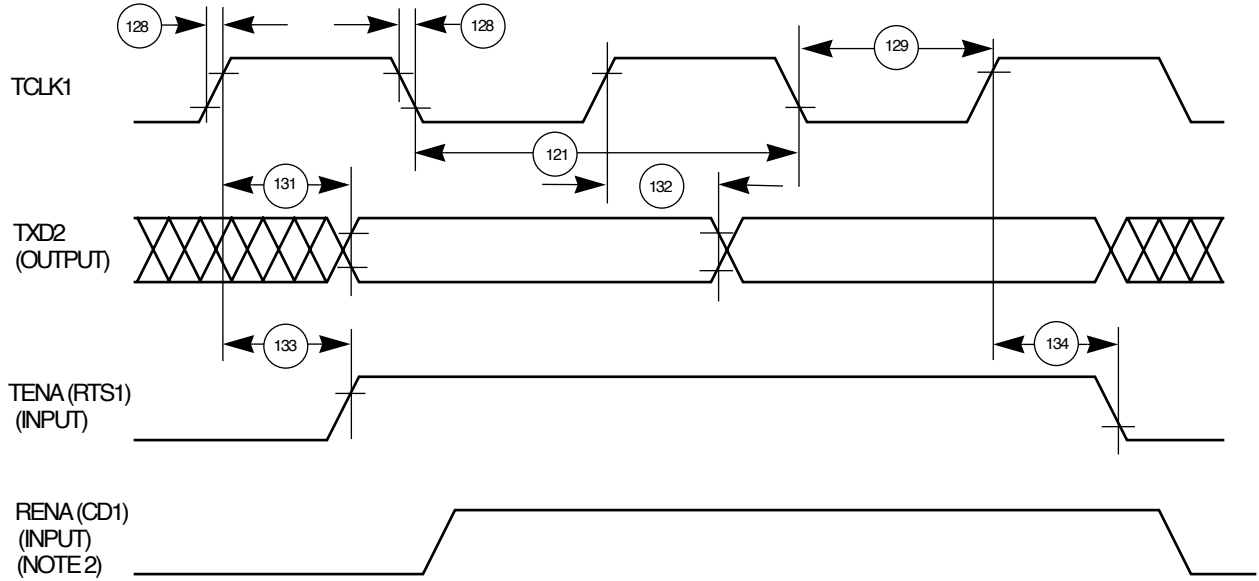 128
128
129
TCLK1
121
131
132
TXD2
(OUTPUT)
133
134
TENA (RTS1)
(INPUT)
RENA (CD1)
(INPUT)
(NOTE 2)